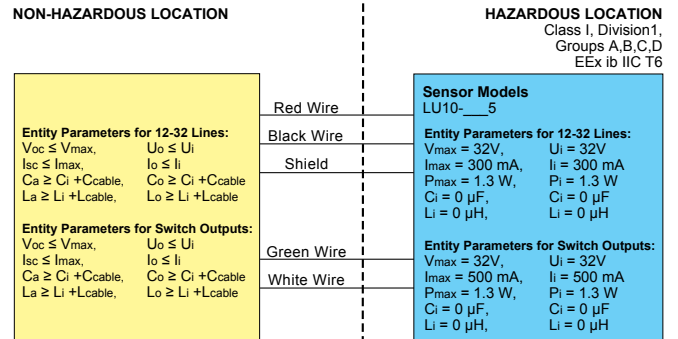 NON-HAZARDOUS LOCATION
HAZARDOUS LOCATION
Class I, Division1,
Groups A,B,C,D
EEx ib IIC T6
Entity Parameters for 12-32 Lines:
Voc ≤ Vmax, Uo ≤ Ui
Isc ≤ Imax, Io ≤ Ii
Ca ≥ Ci +Ccable, Co ≥ Ci +Ccable
La ≥ Li +Lcable, Lo ≥ Li +Lcable
Entity Parameters for Switch Outputs:
Voc ≤ Vmax, Uo ≤ Ui
Isc ≤ Imax, Io ≤ Ii
Ca ≥ Ci +Ccable, Co ≥ Ci +Ccable
La ≥ Li +Lcable, Lo ≥ Li +Lcable
Red Wire
Black Wire
Shield
Green Wire
White Wire
Sensor Models
LU10-___5
Entity Parameters for 12-32 Lines:
Vmax = 32V, Ui = 32V
Imax = 300 mA, Ii = 300 mA
Pmax = 1.3 W, Pi = 1.3 W
Ci = 0 µF, Ci = 0 µF
Li = 0 µH, Li = 0 µH
Entity Parameters for Switch Outputs:
Vmax = 32V, Ui = 32V
Imax = 500 mA, Ii = 500 mA
Pmax = 1.3 W, Pi = 1.3 W
Ci = 0 µF, Ci = 0 µF
Li = 0 µH, Li = 0 µH